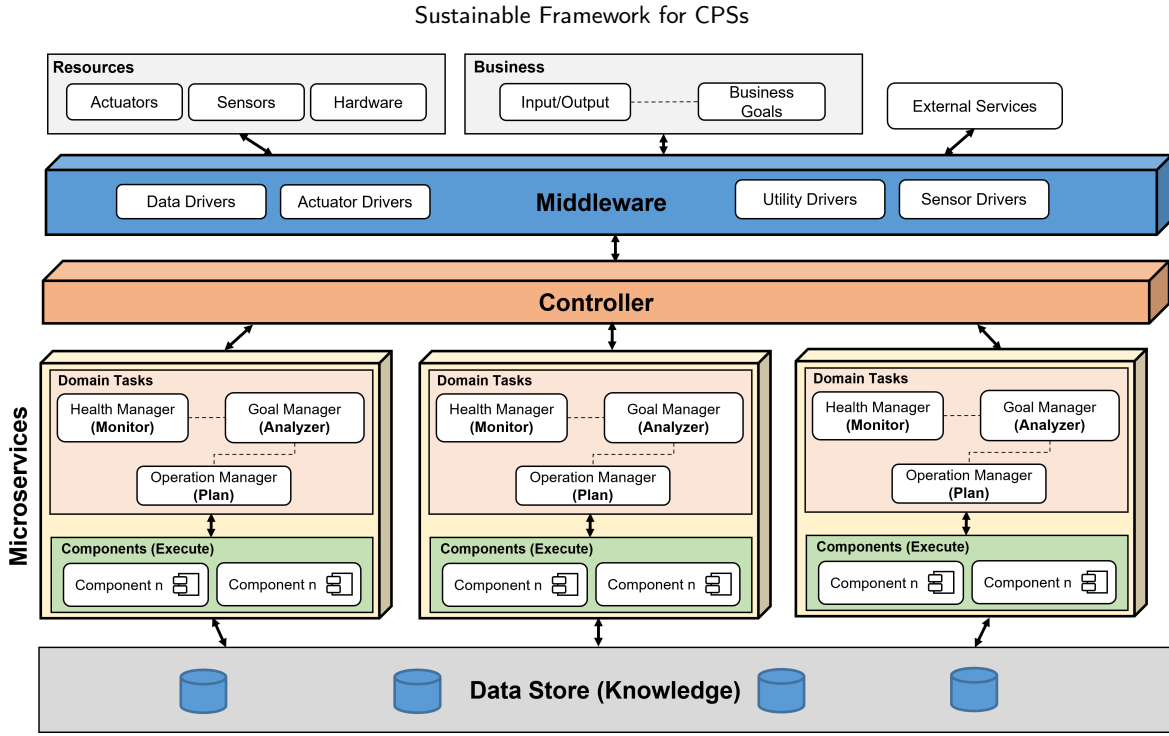 Sustainable Framework for CPSs
Resources
Actuators
Sensors
Hardware
Business
Input/Output
Business
Goals
External Services
Data Drivers
Actuator Drivers
Middleware
Utility Drivers
Sensor Drivers
Controller
Microservices
Domain Tasks
Health Manager
(Monitor)
Goal Manager
(Analyzer)
Operation Manager
(Plan)
Components (Execute)
Component n
Component n
Domain Tasks
Health Manager
(Monitor)
Goal Manager
(Analyzer)
Operation Manager
(Plan)
Components (Execute)
Component n
Component n
Domain Tasks
Health Manager
(Monitor)
Goal Manager
(Analyzer)
Operation Manager
(Plan)
Components (Execute)
Component n
Component n
Data Store (Knowledge)